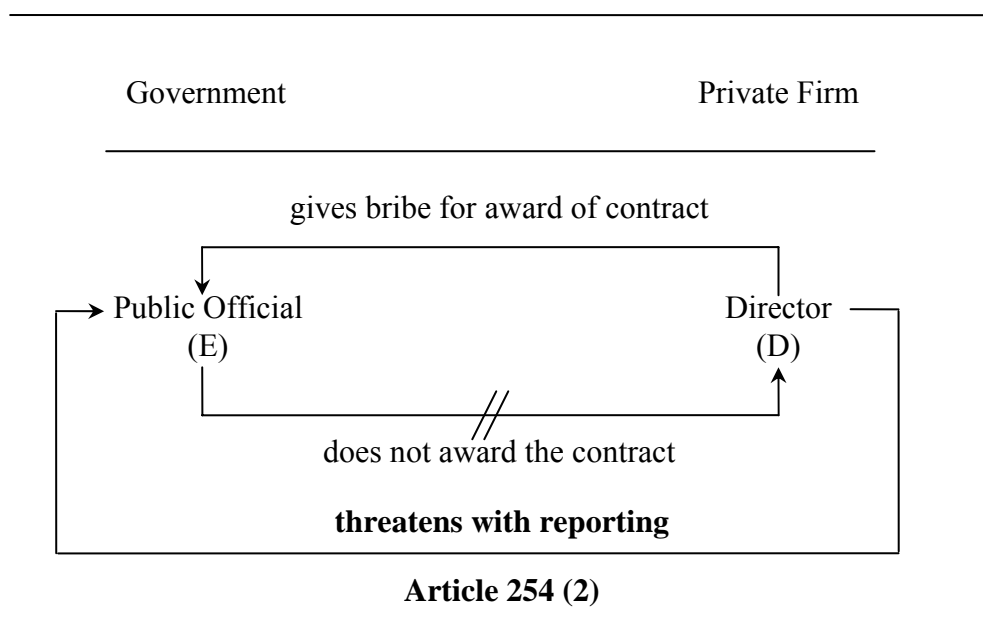 Government
Private Firm
gives bribe for award of contract
Public Official
(E)
Director
(D)
does not award the contract
threatens with reporting
Article 254 (2)